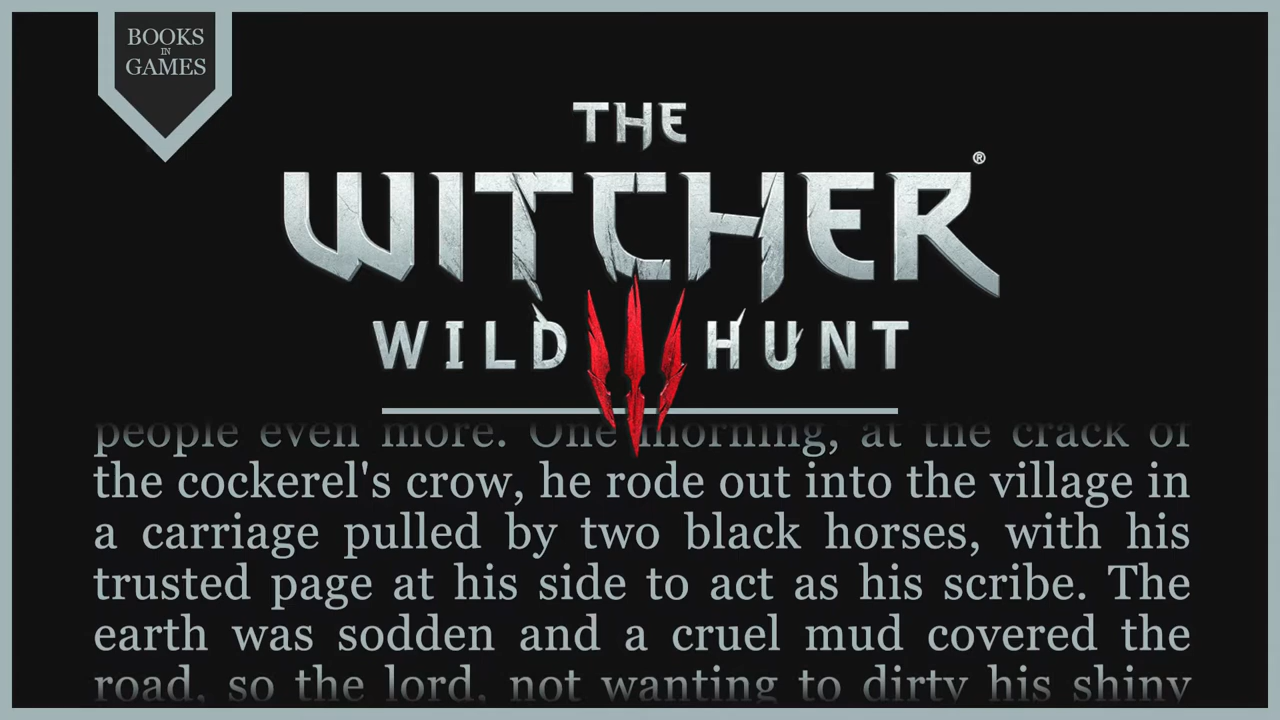 BOOKS
IN
GAMES
THE
WITCHER®
WILD HUNT
people even more. One morning, at the crack of
the cockerel's crow, he rode out into the village in
a carriage pulled by two black horses, with his
trusted page at his side to act as his scribe. The
earth was sodden and a cruel mud covered the
road, so the lord, not wanting to dirty his shiny